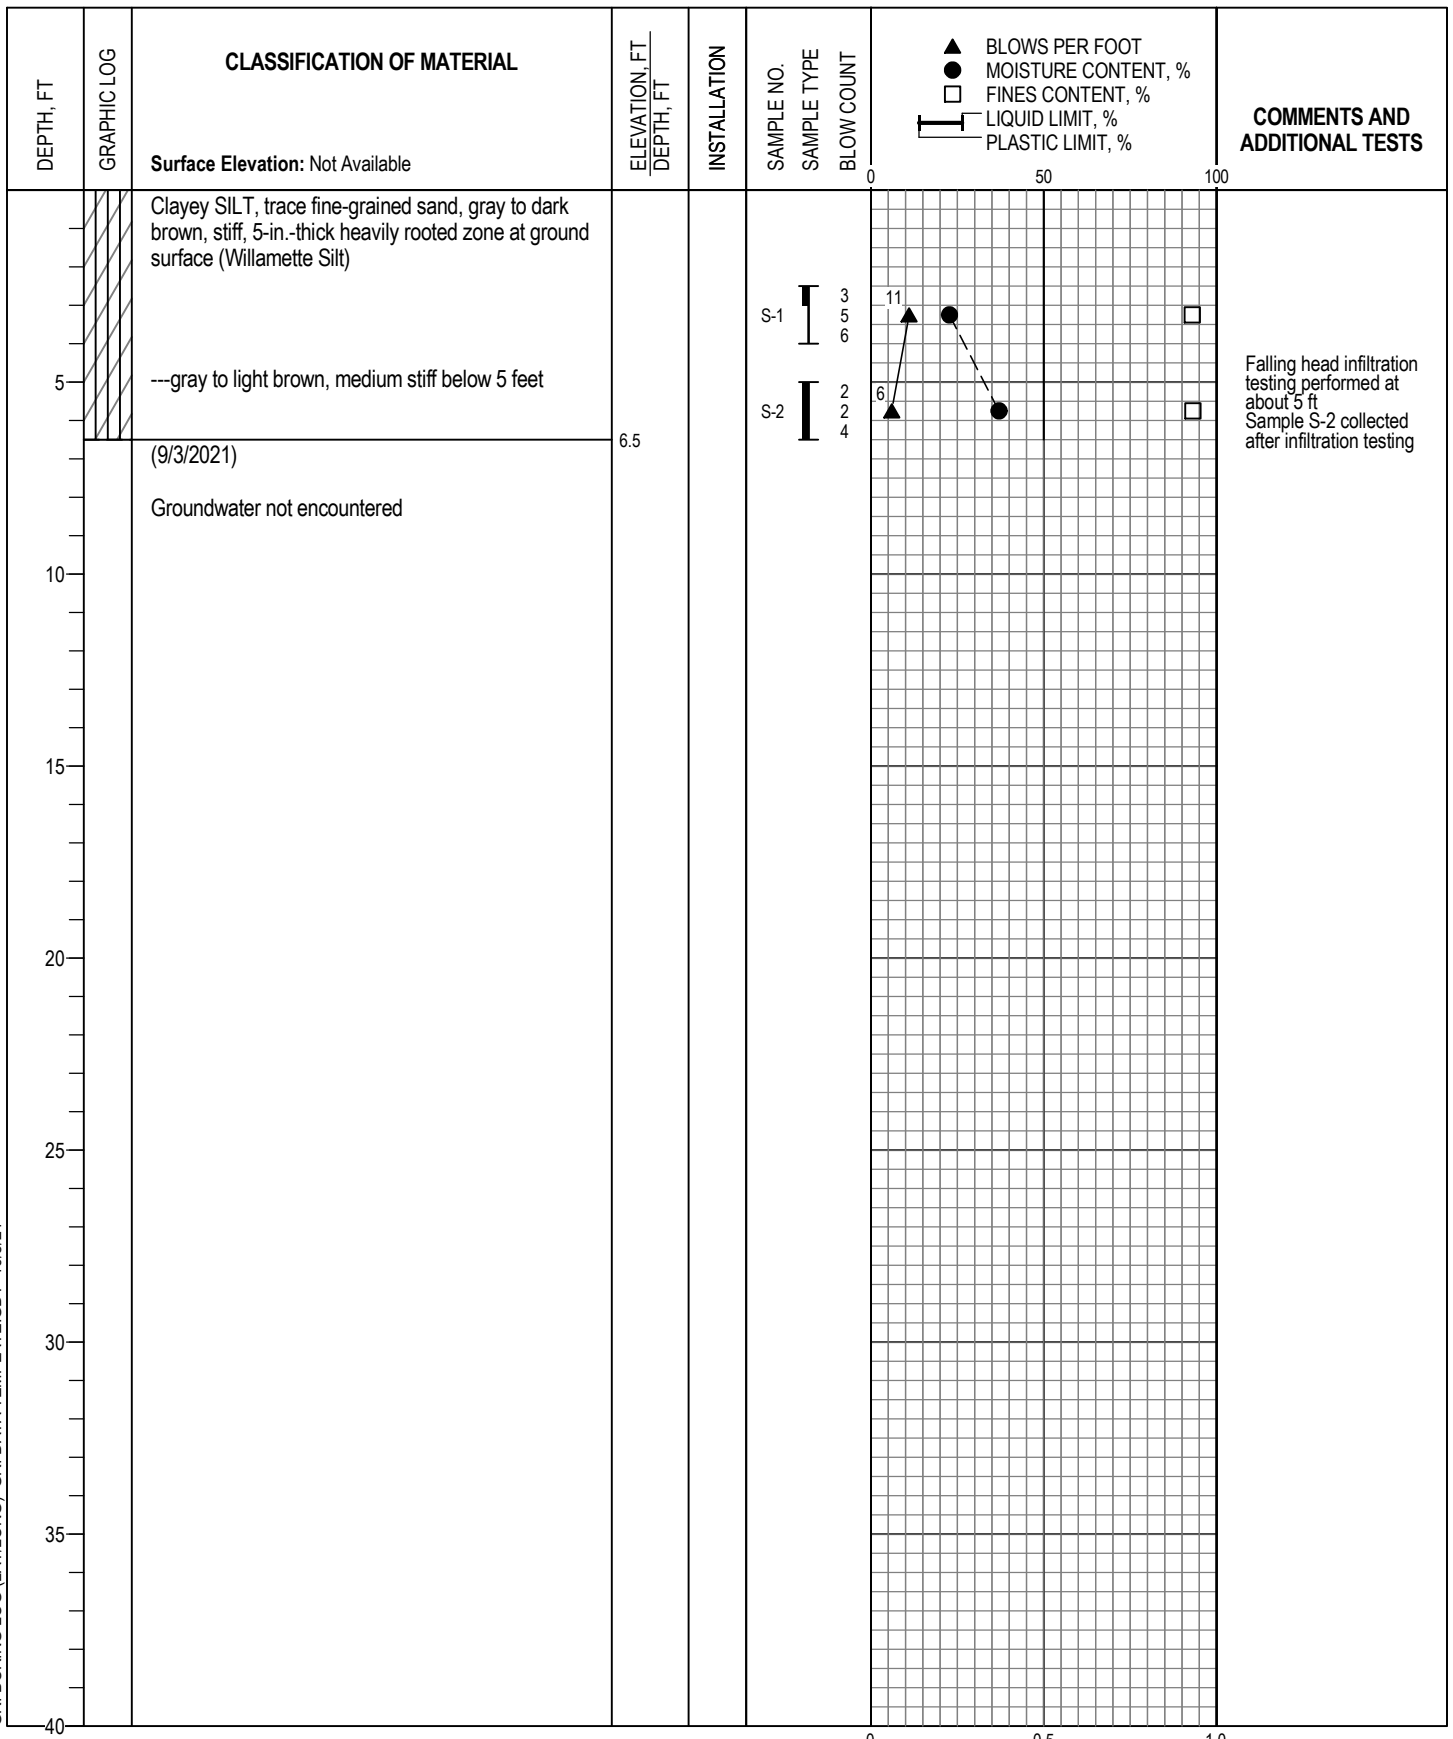 DEPTH, FT
GRAPHIC LOG
CLASSIFICATION OF MATERIAL
Surface Elevation: Not Available
ELEVATION, FT
DEPTH, FT
INSTALLATION
SAMPLE NO.
SAMPLE TYPE
BLOW COUNT
BLOWS PER FOOT
MOISTURE CONTENT, %
FINES CONTENT, %
LIQUID LIMIT, %
PLASTIC LIMIT, %
0 50 100
COMMENTS AND
ADDITIONAL TESTS
Clayey SILT, trace fine-grained sand, gray to dark
brown, stiff, 5-in.-thick heavily rooted zone at ground
surface (Willamette Silt)
S-1
3
5
6
11
5
---gray to light brown, medium stiff below 5 feet
S-2
2
2
4
6
Falling head infiltration
testing performed at
about 5 ft
Sample S-2 collected
after infiltration testing
6.5
(9/3/2021)
Groundwater not encountered
10
15
20
25
30
35
40
0 0.5 1.0